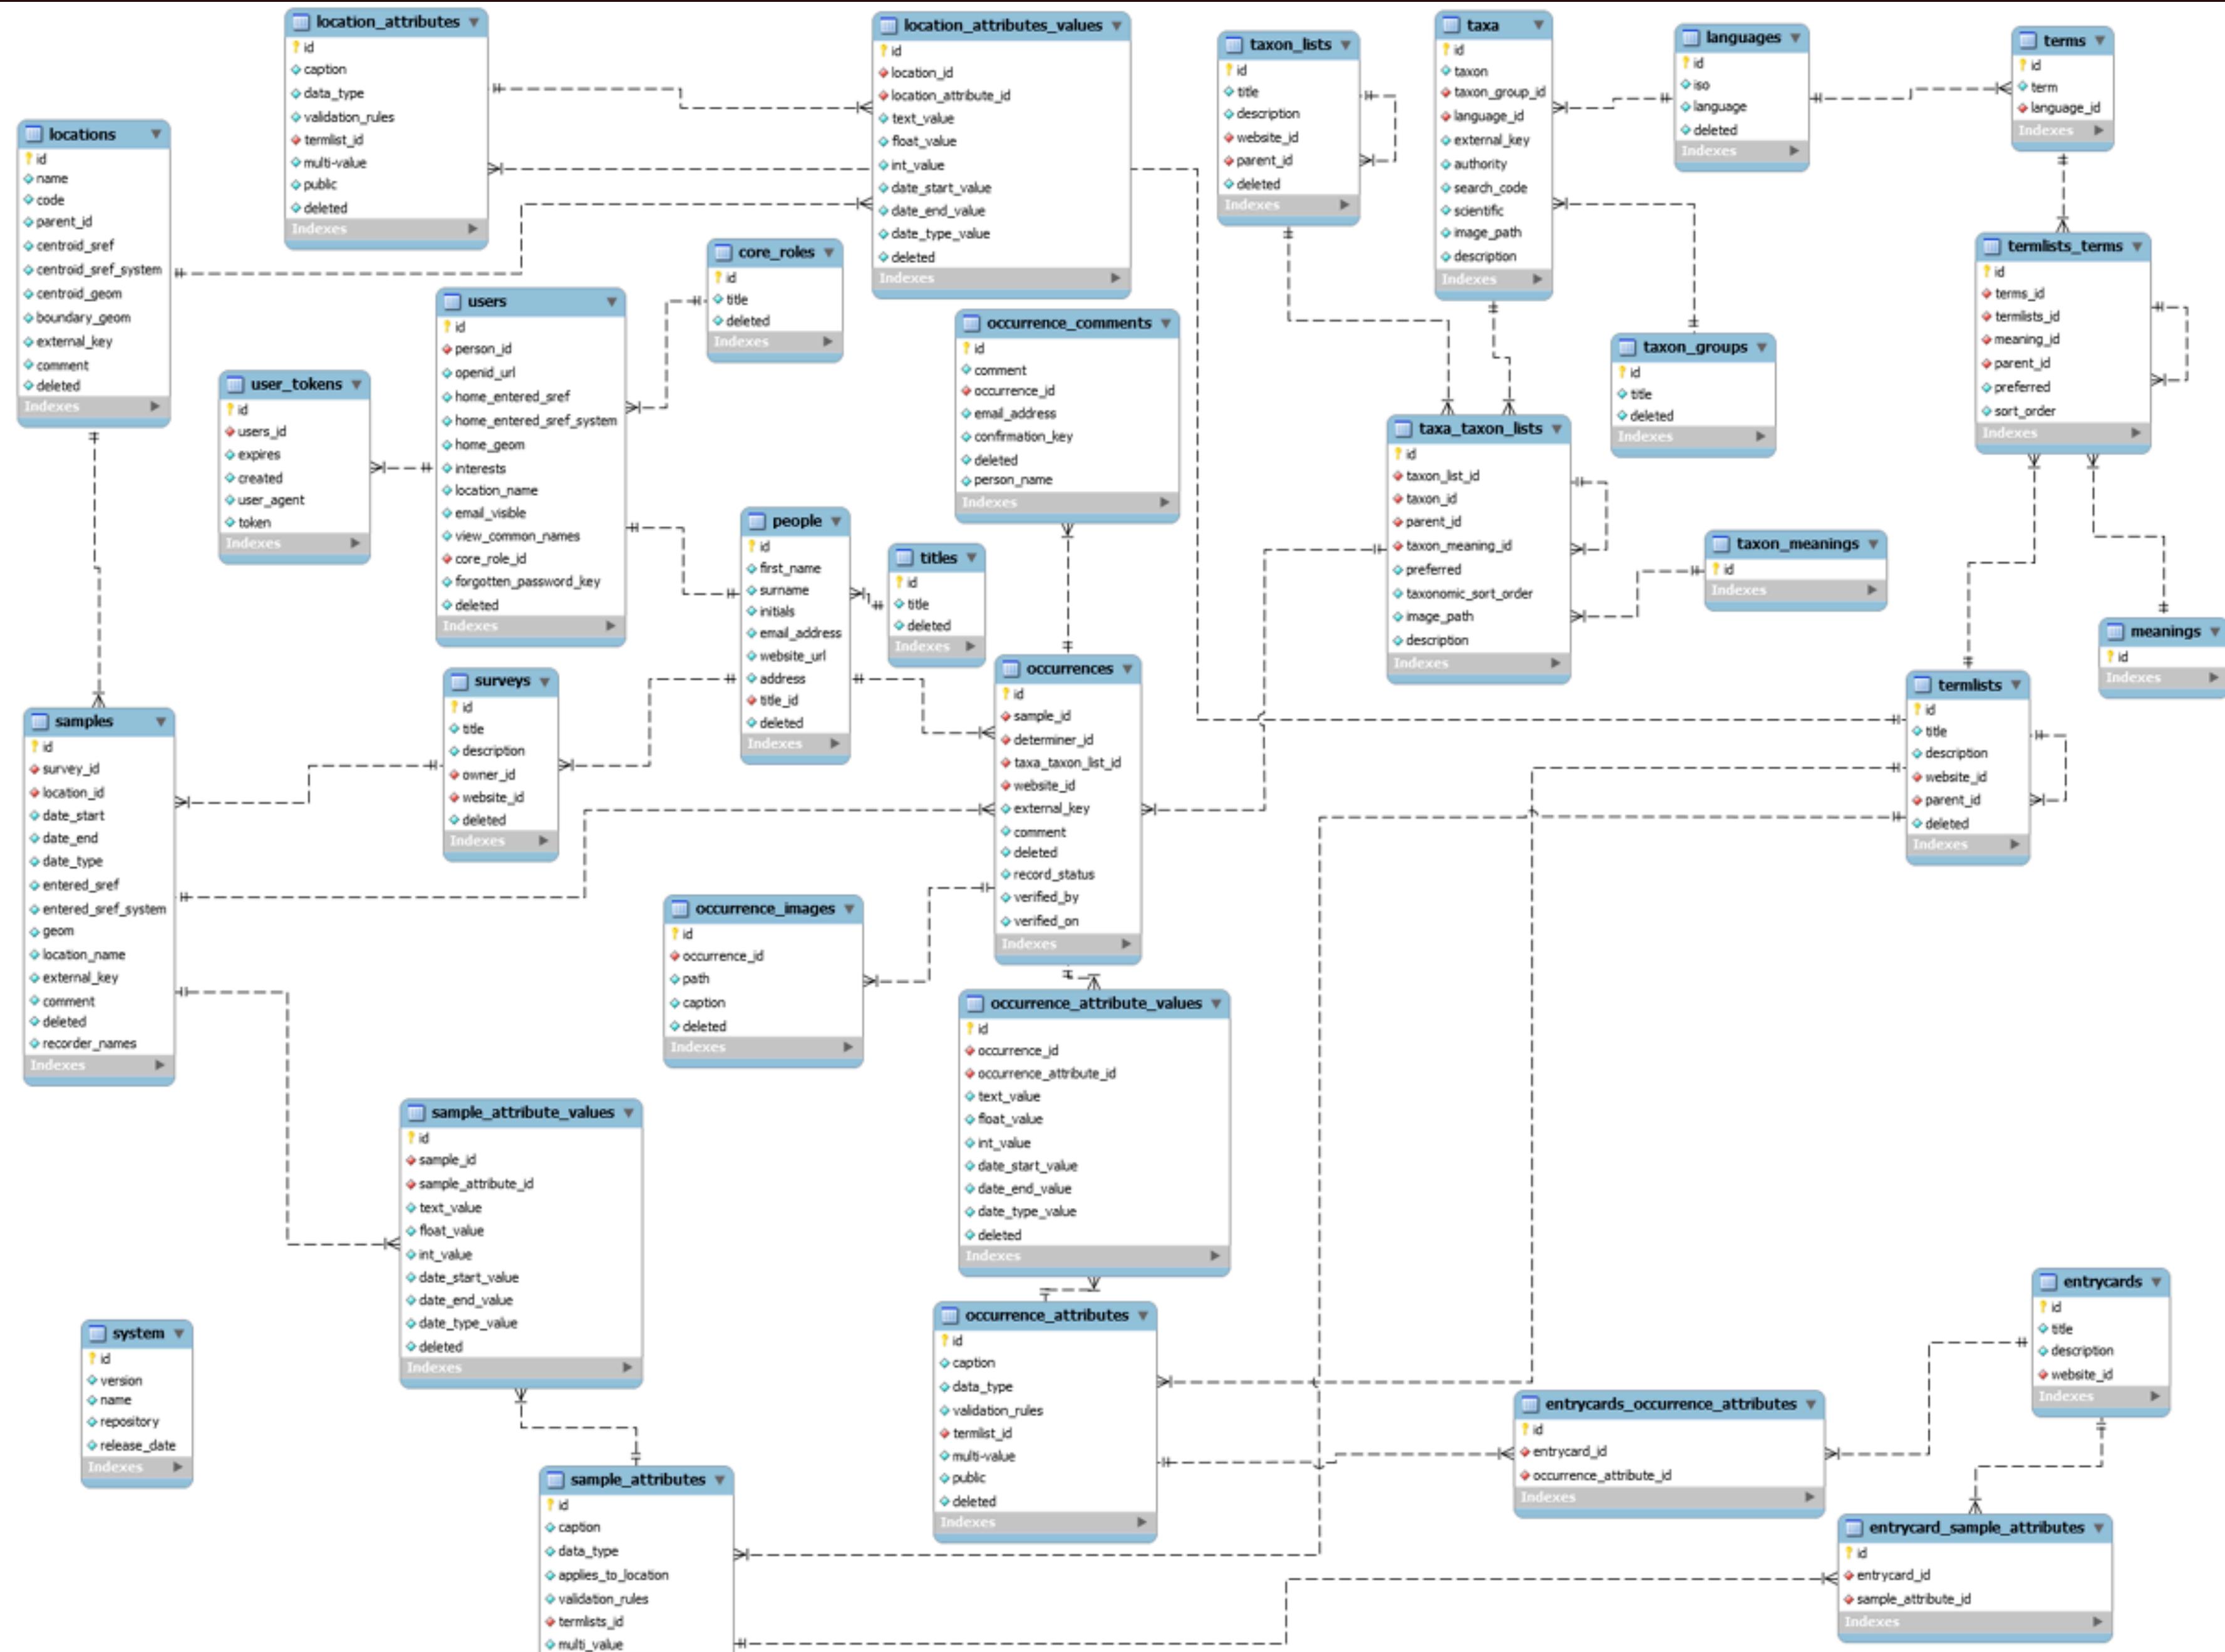 location_attributes
id
caption
data_type
validation_rules
termlist_id
multi-value
public
deleted
Indexes
location_attributes_values
id
location_id
location_attribute_id
text_value
float_value
int_value
date_start_value
date_end_value
date_type_value
deleted
Indexes
taxon_lists
id
title
description
website_id
parent_id
deleted
Indexes
taxa
id
taxon
taxon_group_id
language_id
external_key
authority
search_code
scientific
image_path
description
Indexes
languages
id
iso
language
deleted
Indexes
terms
id
term
language_id
Indexes
locations
id
name
code
parent_id
centroid_sref
centroid_sref_system
centroid_geom
boundary_geom
external_key
comment
deleted
Indexes
core_roles
id
title
deleted
Indexes
termlists_terms
id
terms_id
termlists_id
meaning_id
parent_id
preferred
sort_order
Indexes
users
id
person_id
openid_url
home_entered_sref
home_entered_sref_system
home_geom
interests
location_name
email_visible
view_common_names
core_role_id
forgotten_password_key
deleted
Indexes
occurrence_comments
id
comment
occurrence_id
email_address
confirmation_key
deleted
person_name
Indexes
taxon_groups
id
title
deleted
Indexes
user_tokens
id
users_id
expires
created
user_agent
token
Indexes
taxa_taxon_lists
id
taxon_list_id
taxon_id
parent_id
taxon_meaning_id
preferred
taxonomic_sort_order
image_path
description
Indexes
people
id
first_name
surname
initials
email_address
website_url
address
title_id
deleted
Indexes
titles
id
title
deleted
Indexes
taxon_meanings
id
Indexes
meanings
id
Indexes
surveys
id
title
description
owner_id
website_id
deleted
Indexes
occurrences
id
sample_id
determiner_id
taxa_taxon_list_id
website_id
external_key
comment
deleted
record_status
verified_by
verified_on
Indexes
termlists
id
title
description
website_id
parent_id
deleted
Indexes
samples
id
survey_id
location_id
date_start
date_end
date_type
entered_sref
entered_sref_system
geom
location_name
external_key
comment
deleted
recorder_names
Indexes
occurrence_images
id
occurrence_id
path
caption
deleted
Indexes
occurrence_attribute_values
id
occurrence_id
occurrence_attribute_id
text_value
float_value
int_value
date_start_value
date_end_value
date_type_value
deleted
Indexes
sample_attribute_values
id
sample_id
sample_attribute_id
text_value
float_value
int_value
date_start_value
date_end_value
date_type_value
deleted
Indexes
system
id
version
name
repository
release_date
Indexes
occurrence_attributes
id
caption
data_type
validation_rules
termlist_id
multi-value
public
deleted
Indexes
entrycards
id
title
description
website_id
Indexes
entrycards_occurrence_attributes
id
entrycard_id
occurrence_attribute_id
Indexes
sample_attributes
id
caption
data_type
applies_to_location
validation_rules
termlists_id
multi_value
entrycard_sample_attributes
id
entrycard_id
sample_attribute_id
Indexes